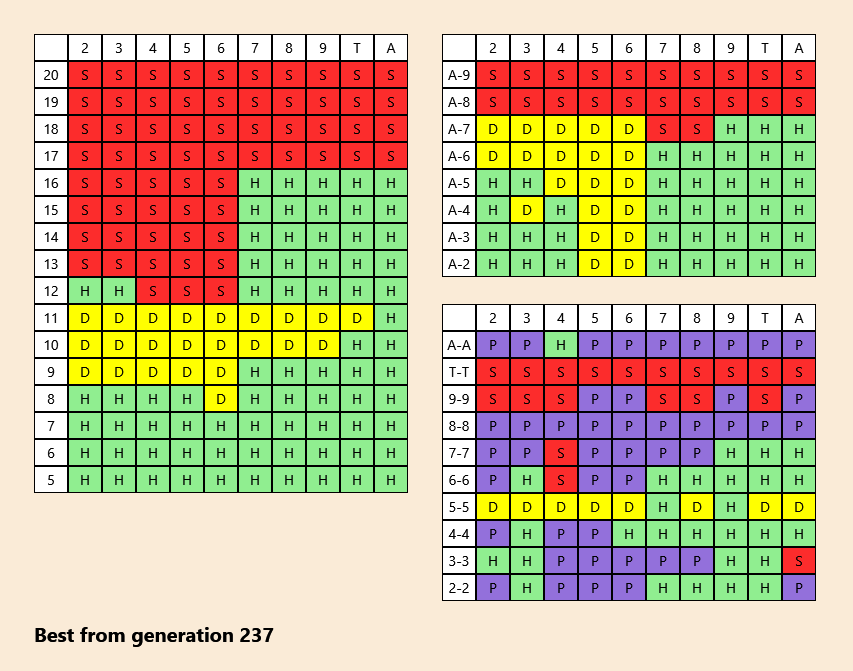 2 3 4 5 6 7 8 9 T A
20 S S S S S S S S S S
19 S S S S S S S S S S
18 S S S S S S S S S S
17 S S S S S S S S S S
16 S S S S S H H H H H
15 S S S S S H H H H H
14 S S S S S H H H H H
13 S S S S S H H H H H
12 H H S S S H H H H H
11 D D D D D D D D D H
10 D D D D D D D D H H
9 D D D D D H H H H H
8 H H H H D H H H H H
7 H H H H H H H H H H
6 H H H H H H H H H H
5 H H H H H H H H H H
2 3 4 5 6 7 8 9 T A
A-9 S S S S S S S S S S
A-8 S S S S S S S S S S
A-7 D D D D D S S H H H
A-6 D D D D D H H H H H
A-5 H H D D D H H H H H
A-4 H D H D D H H H H H
A-3 H H H D D H H H H H
A-2 H H H D D H H H H H
2 3 4 5 6 7 8 9 T A
A-A P P H P P P P P P P
T-T S S S S S S S S S S
9-9 S S S P P S S P S P
8-8 P P P P P P P P P P
7-7 P P S P P P P H H H
6-6 P H S P P H H H H H
5-5 D D D D D H D H D D
4-4 P H P P H H H H H H
3-3 H H P P P P P H H S
2-2 P H P P P H H H H P
Best from generation 237